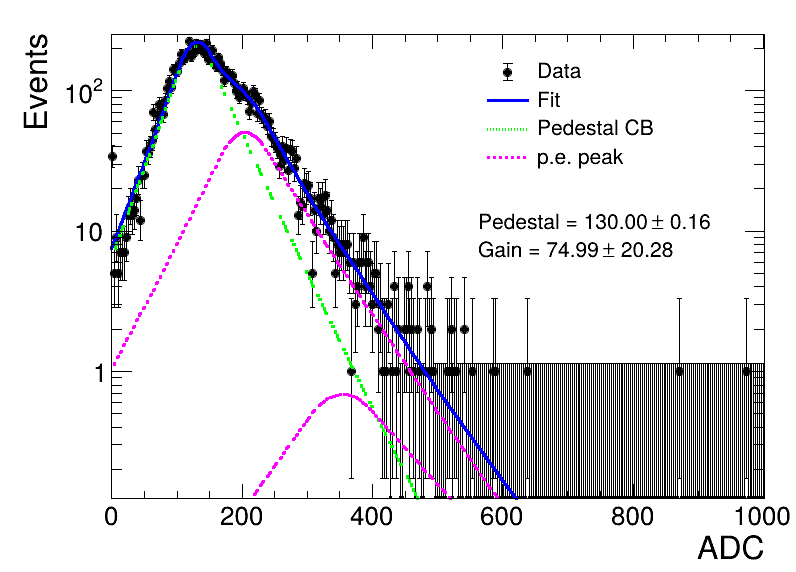 Events
10²
10
1
Data
Fit
Pedestal CB
p.e. peak
Pedestal = 130.00 ± 0.16
Gain = 74.99 ± 20.28
0 200 400 600 800 1000
ADC